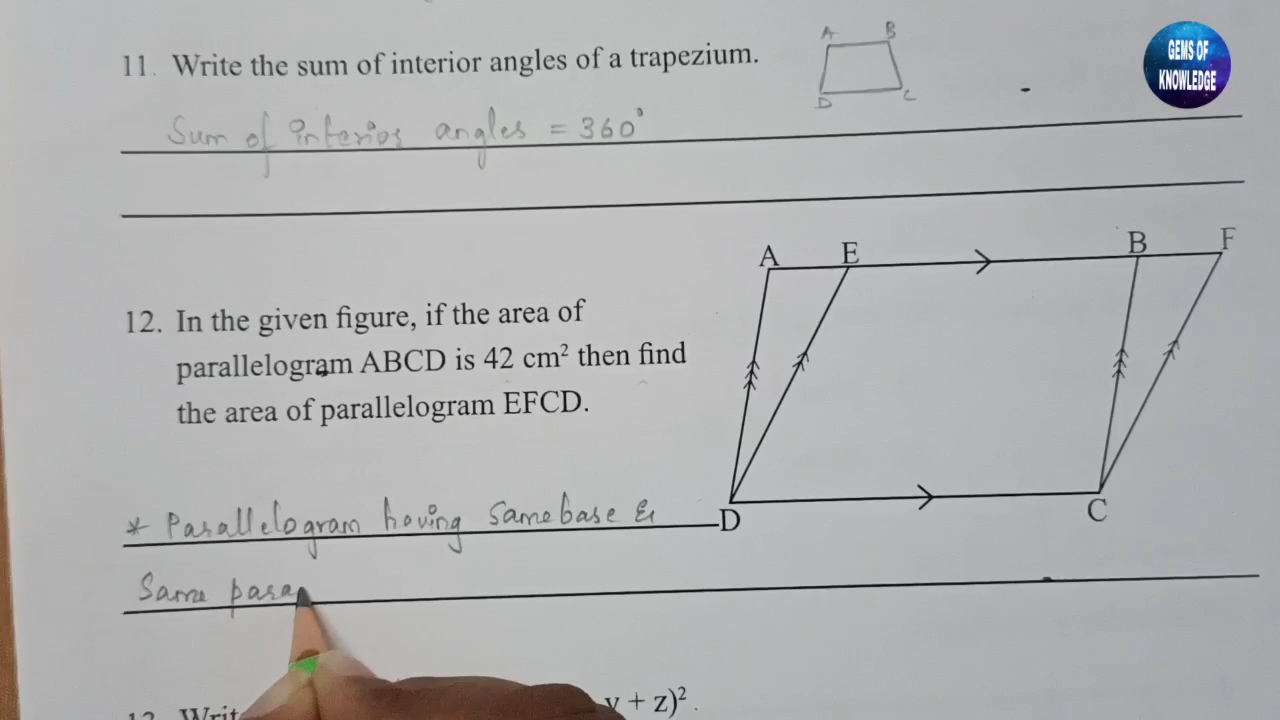 11. Write the sum of interior angles of a trapezium.
A B
D C
GEMS OF
KNOWLEDGE
Sum of interior angles = 360°
A E B F
12. In the given figure, if the area of
parallelogram ABCD is 42 cm² then find
the area of parallelogram EFCD.
D C
* Parallelogram having same base &
Same para
y + z)².